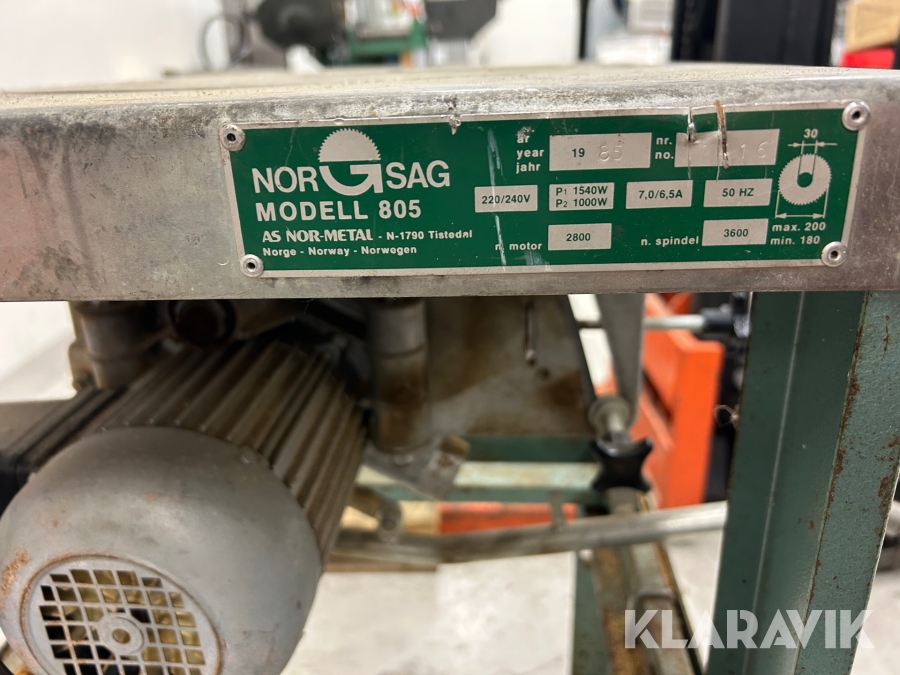 NOR SAG
MODELL 805
AS NOR-METAL - N-1790 Tistedal
Norge - Norway - Norwegen
år
year
jahr
19 85
nr.
no.
220/240V
P1 1540W
P2 1000W
7,0/6,5A
50 HZ
n. motor
2800
n. spindel
3600
30
max. 200
min. 180
KLARAVIK